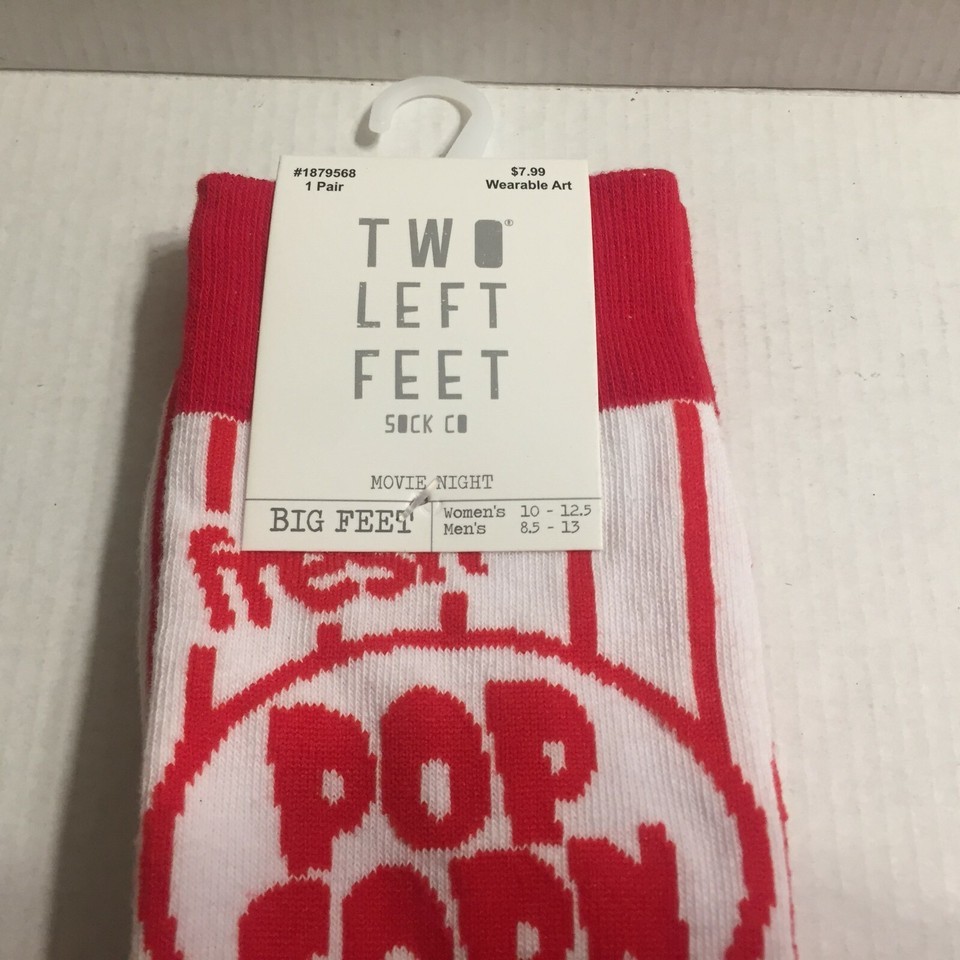 #1879568
1 Pair
$7.99
Wearable Art
TWO®
LEFT
FEET
SOCK CO
MOVIE NIGHT
BIG FEET
Women's 10 - 12.5
Men's 8.5 - 13
POP
CORN